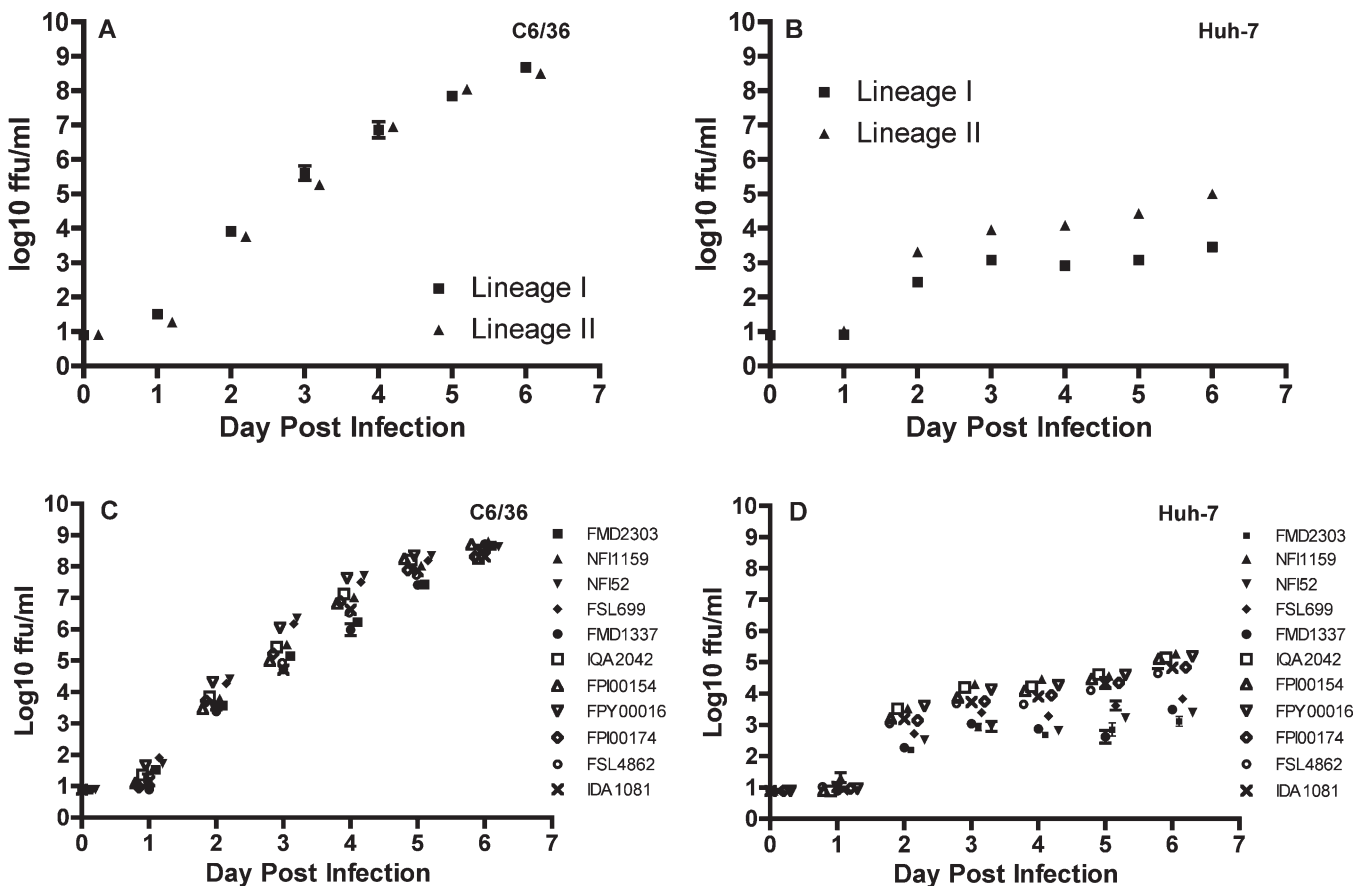 A
C6/36
10
9
8
7
6
5
4
3
2
1
0
log10 ffu/ml
Lineage I
Lineage II
0 1 2 3 4 5 6 7
Day Post Infection
B
Huh-7
10
9
8
7
6
5
4
3
2
1
0
log10 ffu/ml
Lineage I
Lineage II
0 1 2 3 4 5 6 7
Day Post Infection
C
C6/36
10
9
8
7
6
5
4
3
2
1
0
Log10 ffu/ml
0 1 2 3 4 5 6 7
Day Post Infection
FMD2303
NFI1159
NFI52
FSL699
FMD1337
IQA2042
FPI00154
FPY00016
FPI00174
FSL4862
IDA1081
D
Huh-7
10
9
8
7
6
5
4
3
2
1
0
Log10 ffu/ml
0 1 2 3 4 5 6 7
Day Post Infection
FMD2303
NFI1159
NFI52
FSL699
FMD1337
IQA2042
FPI00154
FPY00016
FPI00174
FSL4862
IDA1081